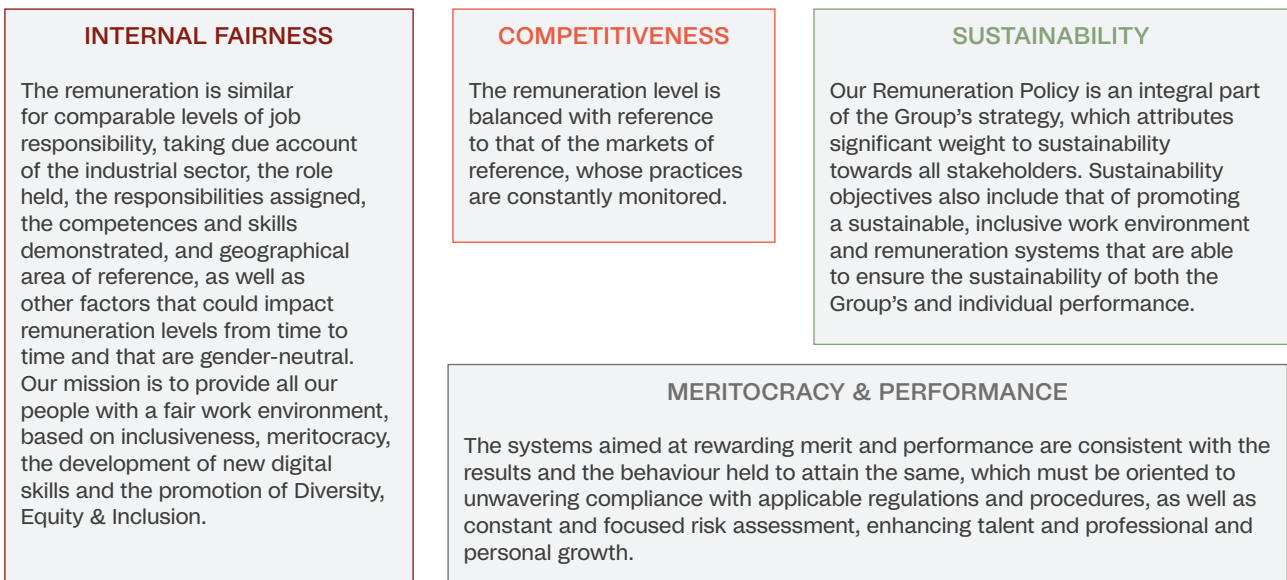 INTERNAL FAIRNESS
The remuneration is similar
for comparable levels of job
responsibility, taking due account
of the industrial sector, the role
held, the responsibilities assigned,
the competences and skills
demonstrated, and geographical
area of reference, as well as
other factors that could impact
remuneration levels from time to
time and that are gender-neutral.
Our mission is to provide all our
people with a fair work environment,
based on inclusiveness, meritocracy,
the development of new digital
skills and the promotion of Diversity,
Equity & Inclusion.
COMPETITIVENESS
The remuneration level is
balanced with reference
to that of the markets of
reference, whose practices
are constantly monitored.
SUSTAINABILITY
Our Remuneration Policy is an integral part
of the Group’s strategy, which attributes
significant weight to sustainability
towards all stakeholders. Sustainability
objectives also include that of promoting
a sustainable, inclusive work environment
and remuneration systems that are able
to ensure the sustainability of both the
Group’s and individual performance.
MERITOCRACY & PERFORMANCE
The systems aimed at rewarding merit and performance are consistent with the
results and the behaviour held to attain the same, which must be oriented to
unwavering compliance with applicable regulations and procedures, as well as
constant and focused risk assessment, enhancing talent and professional and
personal growth.